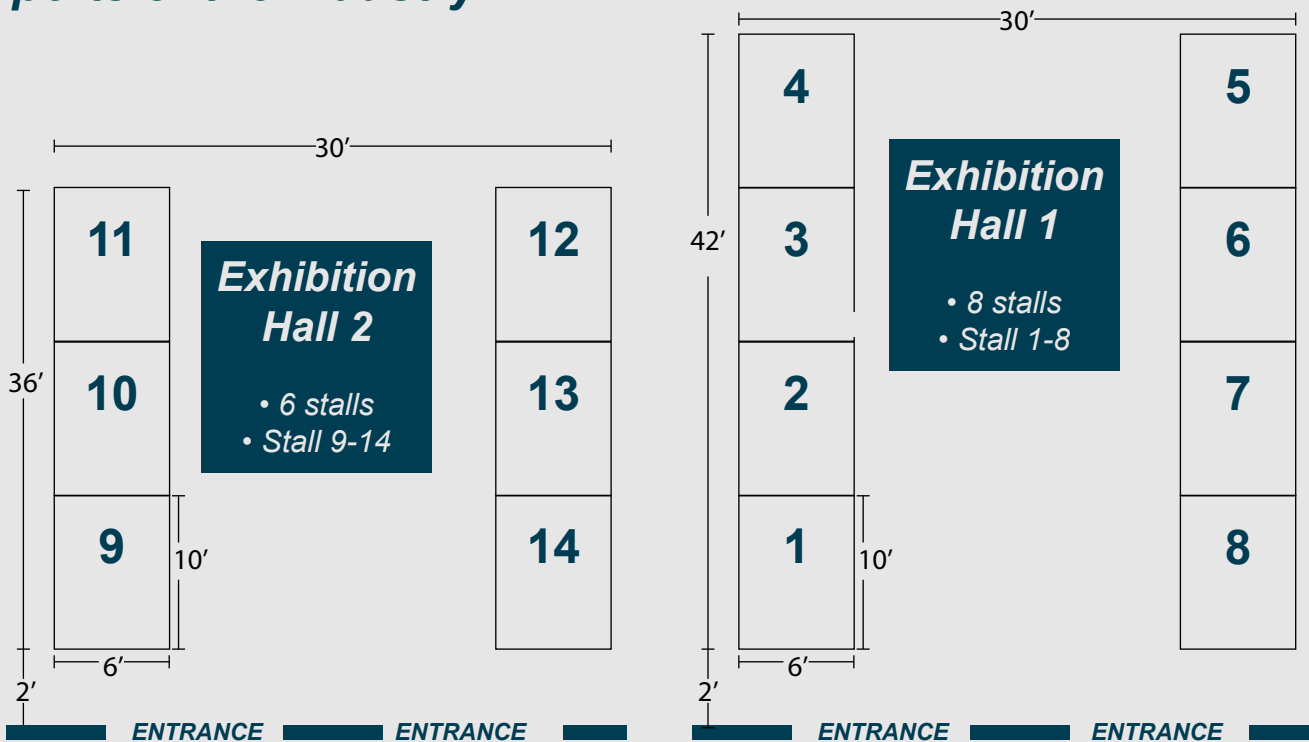 30′
4
5
30′
Exhibition
Hall 1
• 8 stalls
• Stall 1-8
11
12
3
6
42′
Exhibition
Hall 2
• 6 stalls
• Stall 9-14
36′
10
13
2
7
9
14
1
8
10′
10′
6′
6′
2′
2′
ENTRANCE
ENTRANCE
ENTRANCE
ENTRANCE